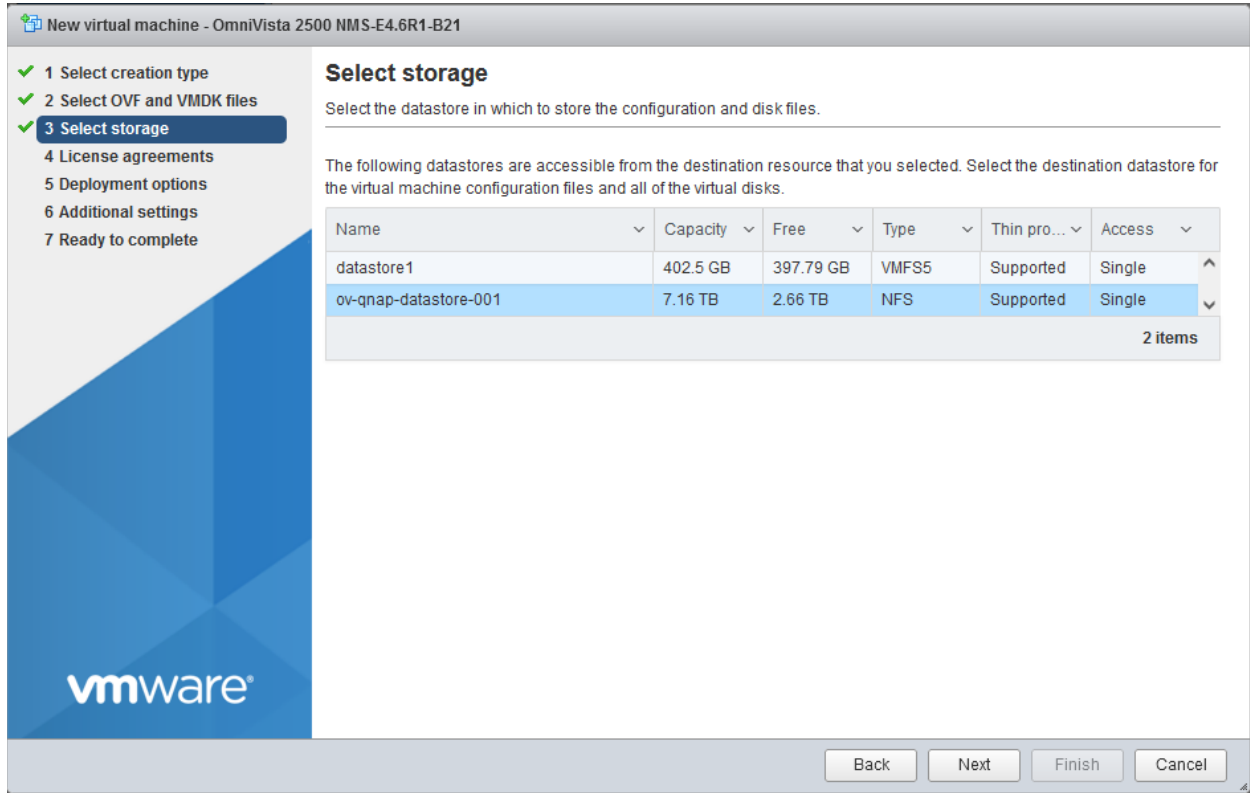 New virtual machine - OmniVista 2500 NMS-E4.6R1-B21
1 Select creation type
2 Select OVF and VMDK files
3 Select storage
4 License agreements
5 Deployment options
6 Additional settings
7 Ready to complete
vmware®
Select storage
Select the datastore in which to store the configuration and disk files.
The following datastores are accessible from the destination resource that you selected. Select the destination datastore for
the virtual machine configuration files and all of the virtual disks.
Name Capacity Free Type Thin pro... Access
datastore1 402.5 GB 397.79 GB VMFS5 Supported Single
ov-qnap-datastore-001 7.16 TB 2.66 TB NFS Supported Single
2 items
Back Next Finish Cancel